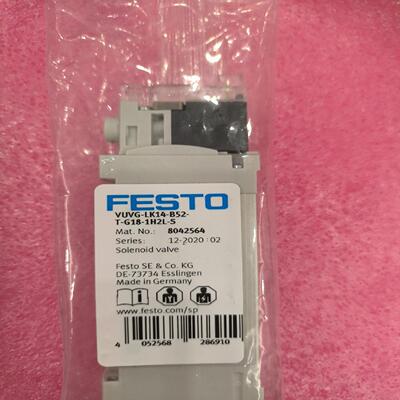 FESTO
VUVG-LK14-B52-
T-G18-1H2L-S
Mat. No.: 8042564
Series: 12-2020 : 02
Solenoid valve
Festo SE & Co. KG
DE-73734 Esslingen
Made in Germany
www.festo.com/sp
4 052568 286910